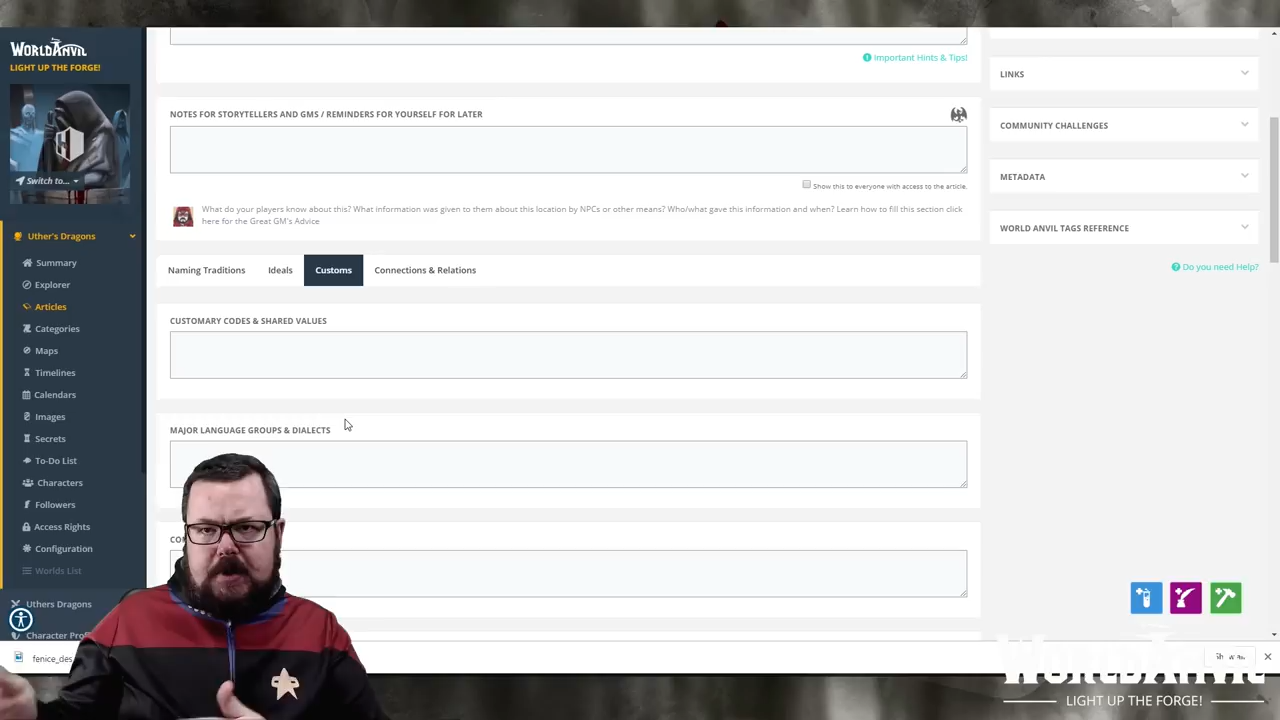 WORLDANVIL
LIGHT UP THE FORGE!
Switch to...
Uther's Dragons
Summary
Explorer
Articles
Categories
Maps
Timelines
Calendars
Images
Secrets
To-Do List
Characters
Followers
Access Rights
Configuration
Worlds List
Uthers Dragons
Character
fenice_des
Important Hints & Tips!
NOTES FOR STORYTELLERS AND GMS / REMINDERS FOR YOURSELF FOR LATER
Show this to everyone with access to the article.
What do your players know about this? What information was given to them about this location by NPCs or other means? Who/what gave this information and when? Learn how to fill this section click
here for the Great GM's Advice
Naming Traditions
Ideals
Customs
Connections & Relations
CUSTOMARY CODES & SHARED VALUES
MAJOR LANGUAGE GROUPS & DIALECTS
LINKS
COMMUNITY CHALLENGES
METADATA
WORLD ANVIL TAGS REFERENCE
Do you need Help?
WORLDANVIL
LIGHT UP THE FORGE!